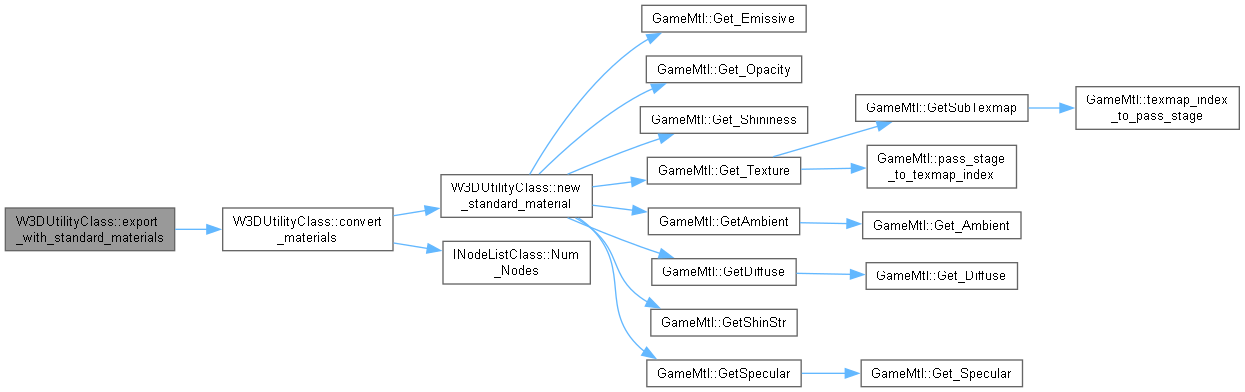 W3DUtilityClass::export
_with_standard_materials
W3DUtilityClass::convert
_materials
W3DUtilityClass::new
_standard_material
INodeListClass::Num
_Nodes
GameMtl::Get_Emissive
GameMtl::Get_Opacity
GameMtl::Get_Shininess
GameMtl::Get_Texture
GameMtl::GetAmbient
GameMtl::GetDiffuse
GameMtl::GetShinStr
GameMtl::GetSpecular
GameMtl::GetSubTexmap
GameMtl::pass_stage
_to_texmap_index
GameMtl::Get_Ambient
GameMtl::Get_Diffuse
GameMtl::Get_Specular
GameMtl::texmap_index
_to_pass_stage